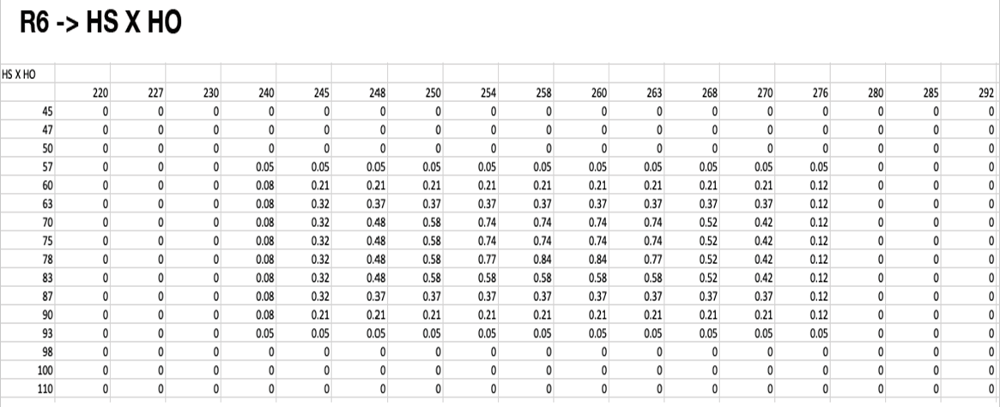 R6 -> HS X HO
HS X HO
220 227 230 240 245 248 250 254 258 260 263 268 270 276 280 285 292
45 0 0 0 0 0 0 0 0 0 0 0 0 0 0 0 0 0
47 0 0 0 0 0 0 0 0 0 0 0 0 0 0 0 0 0
50 0 0 0 0 0 0 0 0 0 0 0 0 0 0 0 0 0
57 0 0 0 0.05 0.05 0.05 0.05 0.05 0.05 0.05 0.05 0.05 0.05 0.05 0 0 0
60 0 0 0 0.08 0.21 0.21 0.21 0.21 0.21 0.21 0.21 0.21 0.21 0.12 0 0 0
63 0 0 0 0.08 0.32 0.37 0.37 0.37 0.37 0.37 0.37 0.37 0.37 0.12 0 0 0
70 0 0 0 0.08 0.32 0.48 0.58 0.74 0.74 0.74 0.74 0.52 0.42 0.12 0 0 0
75 0 0 0 0.08 0.32 0.48 0.58 0.74 0.74 0.74 0.74 0.52 0.42 0.12 0 0 0
78 0 0 0 0.08 0.32 0.48 0.58 0.77 0.84 0.84 0.77 0.52 0.42 0.12 0 0 0
83 0 0 0 0.08 0.32 0.48 0.58 0.58 0.58 0.58 0.58 0.52 0.42 0.12 0 0 0
87 0 0 0 0.08 0.32 0.37 0.37 0.37 0.37 0.37 0.37 0.37 0.37 0.12 0 0 0
90 0 0 0 0.08 0.21 0.21 0.21 0.21 0.21 0.21 0.21 0.21 0.21 0.12 0 0 0
93 0 0 0 0.05 0.05 0.05 0.05 0.05 0.05 0.05 0.05 0.05 0.05 0.05 0 0 0
98 0 0 0 0 0 0 0 0 0 0 0 0 0 0 0 0 0
100 0 0 0 0 0 0 0 0 0 0 0 0 0 0 0 0 0
110 0 0 0 0 0 0 0 0 0 0 0 0 0 0 0 0 0